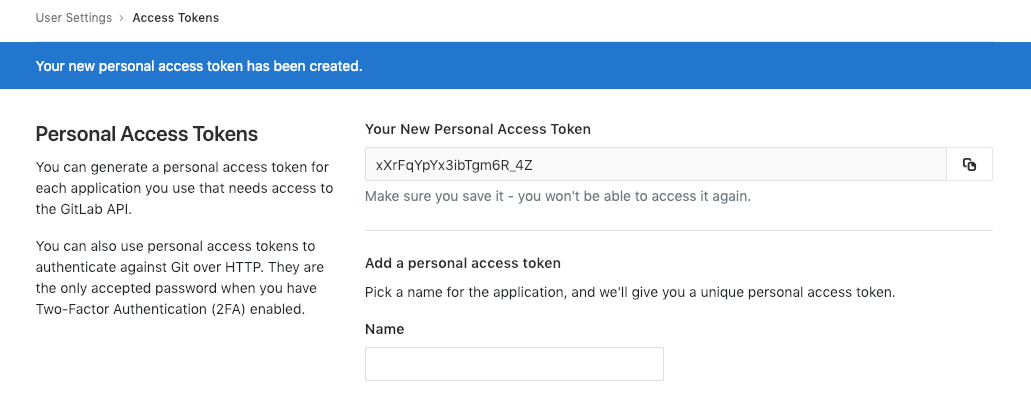 User Settings › Access Tokens
Your new personal access token has been created.
Personal Access Tokens
You can generate a personal access token for
each application you use that needs access to
the GitLab API.
You can also use personal access tokens to
authenticate against Git over HTTP. They are
the only accepted password when you have
Two-Factor Authentication (2FA) enabled.
Your New Personal Access Token
xXrFqYpYx3ibTgm6R_4Z
Make sure you save it - you won't be able to access it again.
Add a personal access token
Pick a name for the application, and we'll give you a unique personal access token.
Name